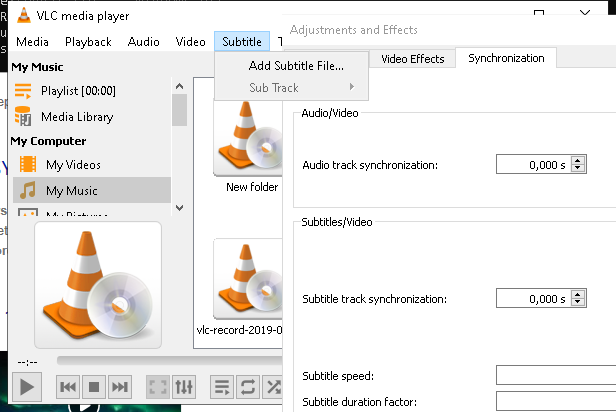 VLC media player
Adjustments and Effects
Media Playback Audio Video Subtitle
Video Effects Synchronization
Add Subtitle File...
Sub Track
My Music
Playlist [00:00]
Media Library
My Computer
My Videos
My Music
My Pictures
New folder
vlc-record-2019-0
Audio/Video
Audio track synchronization: 0,000 s
Subtitles/Video
Subtitle track synchronization: 0,000 s
Subtitle speed:
Subtitle duration factor:
--:--